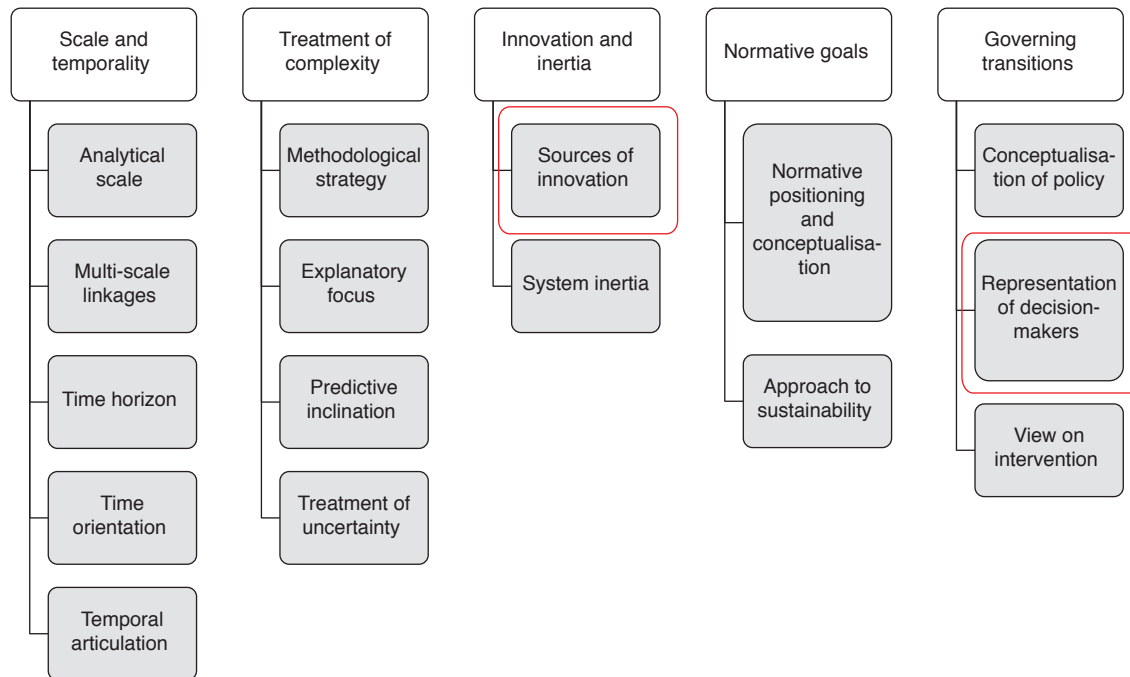 Scale and
temporality
Analytical
scale
Multi-scale
linkages
Time horizon
Time
orientation
Temporal
articulation
Treatment of
complexity
Methodological
strategy
Explanatory
focus
Predictive
inclination
Treatment of
uncertainty
Innovation and
inertia
Sources of
innovation
System inertia
Normative goals
Normative
positioning
and
conceptualisa-
tion
Approach to
sustainability
Governing
transitions
Conceptualisa-
tion of policy
Representation
of decision-
makers
View on
intervention